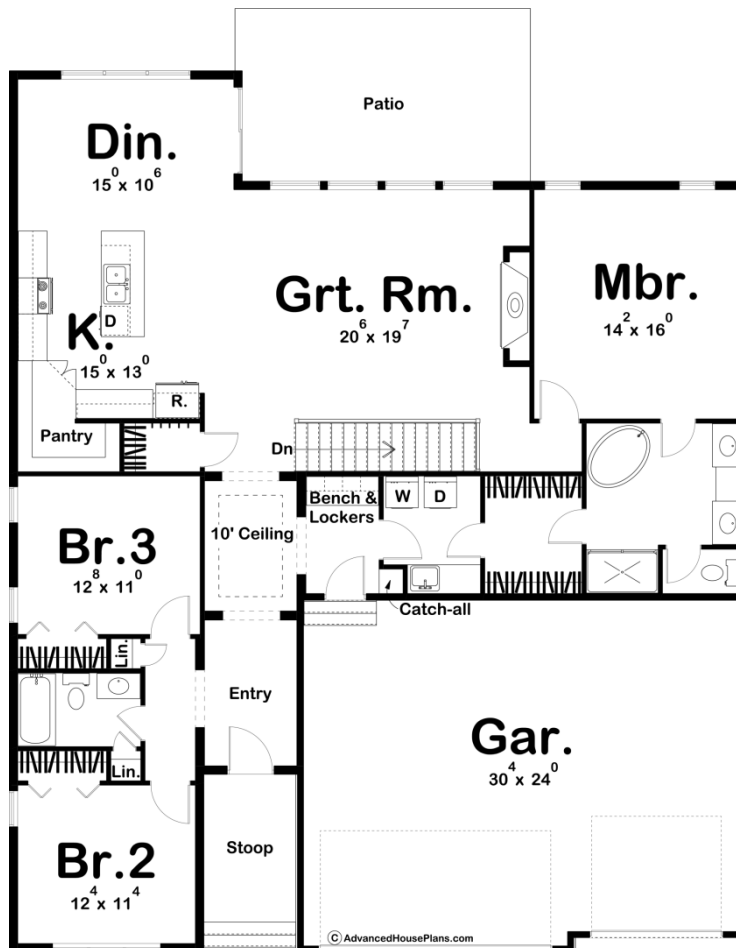 Patio
Din.
15⁰ x 10⁶
Grt. Rm.
20⁶ x 19⁷
Mbr.
14² x 16⁰
D
K.
15⁰ x 13⁰
R.
Pantry
Dn
Bench &
Lockers
W
D
10' Ceiling
Br.3
12⁸ x 11⁰
Catch-all
Lin.
Entry
Gar.
30⁴ x 24⁰
Lin.
Br.2
12⁴ x 11⁴
Stoop
© AdvancedHousePlans.com